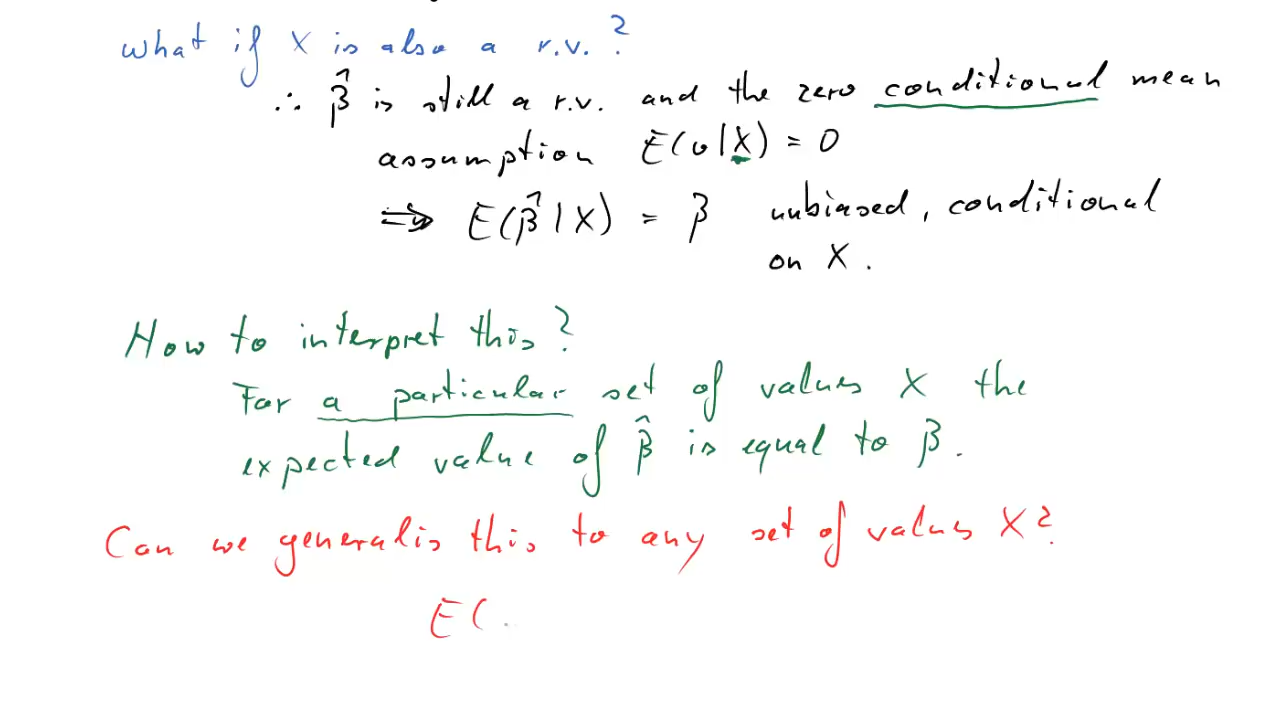 what if X is also a r.v.?
∴ β̂ is still a r.v. and the zero conditional mean
assumption E(u|X) = 0
⇒ E(β̂|X) = β unbiased, conditional
on X.
How to interpret this?
For a particular set of values X the
expected value of β̂ is equal to β.
Can we generalis this to any set of values X?
E(